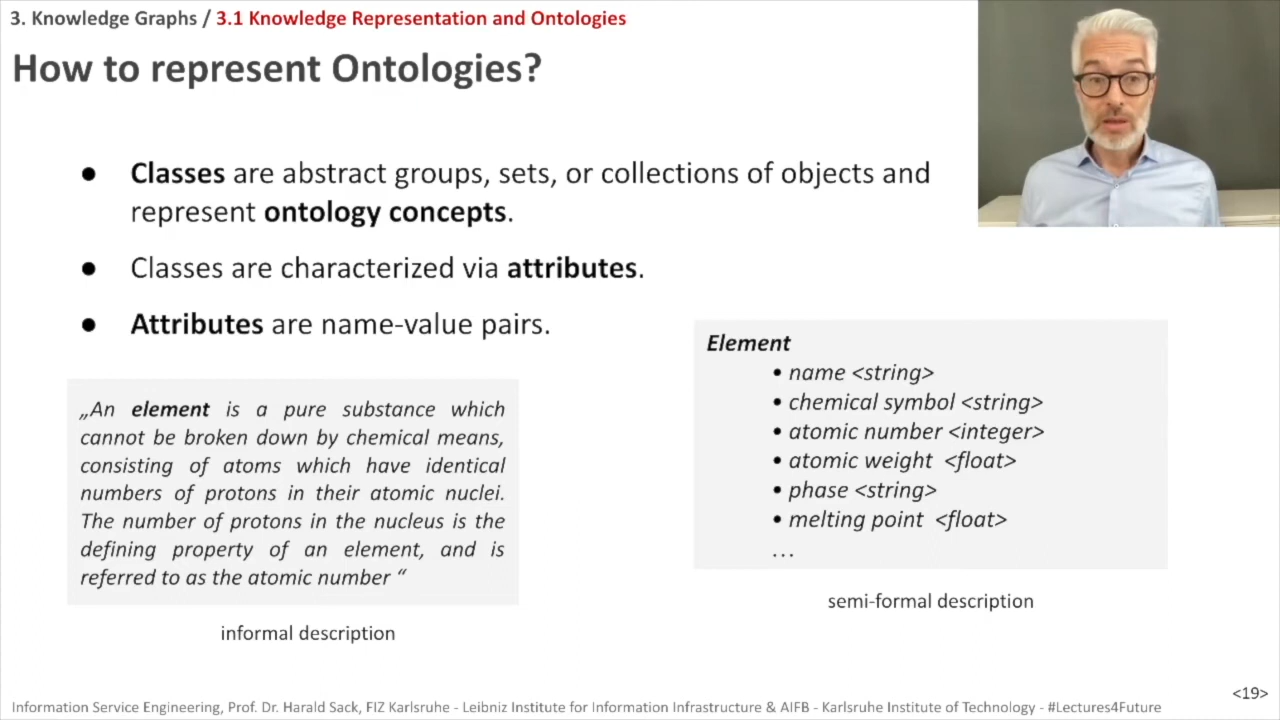 3. Knowledge Graphs / 3.1 Knowledge Representation and Ontologies
How to represent Ontologies?
● Classes are abstract groups, sets, or collections of objects and
represent ontology concepts.
● Classes are characterized via attributes.
● Attributes are name-value pairs.
„An element is a pure substance which
cannot be broken down by chemical means,
consisting of atoms which have identical
numbers of protons in their atomic nuclei.
The number of protons in the nucleus is the
defining property of an element, and is
referred to as the atomic number “
informal description
Element
• name <string>
• chemical symbol <string>
• atomic number <integer>
• atomic weight <float>
• phase <string>
• melting point <float>
...
semi-formal description
<19>
Information Service Engineering, Prof. Dr. Harald Sack, FIZ Karlsruhe - Leibniz Institute for Information Infrastructure & AIFB - Karlsruhe Institute of Technology - #Lectures4Future